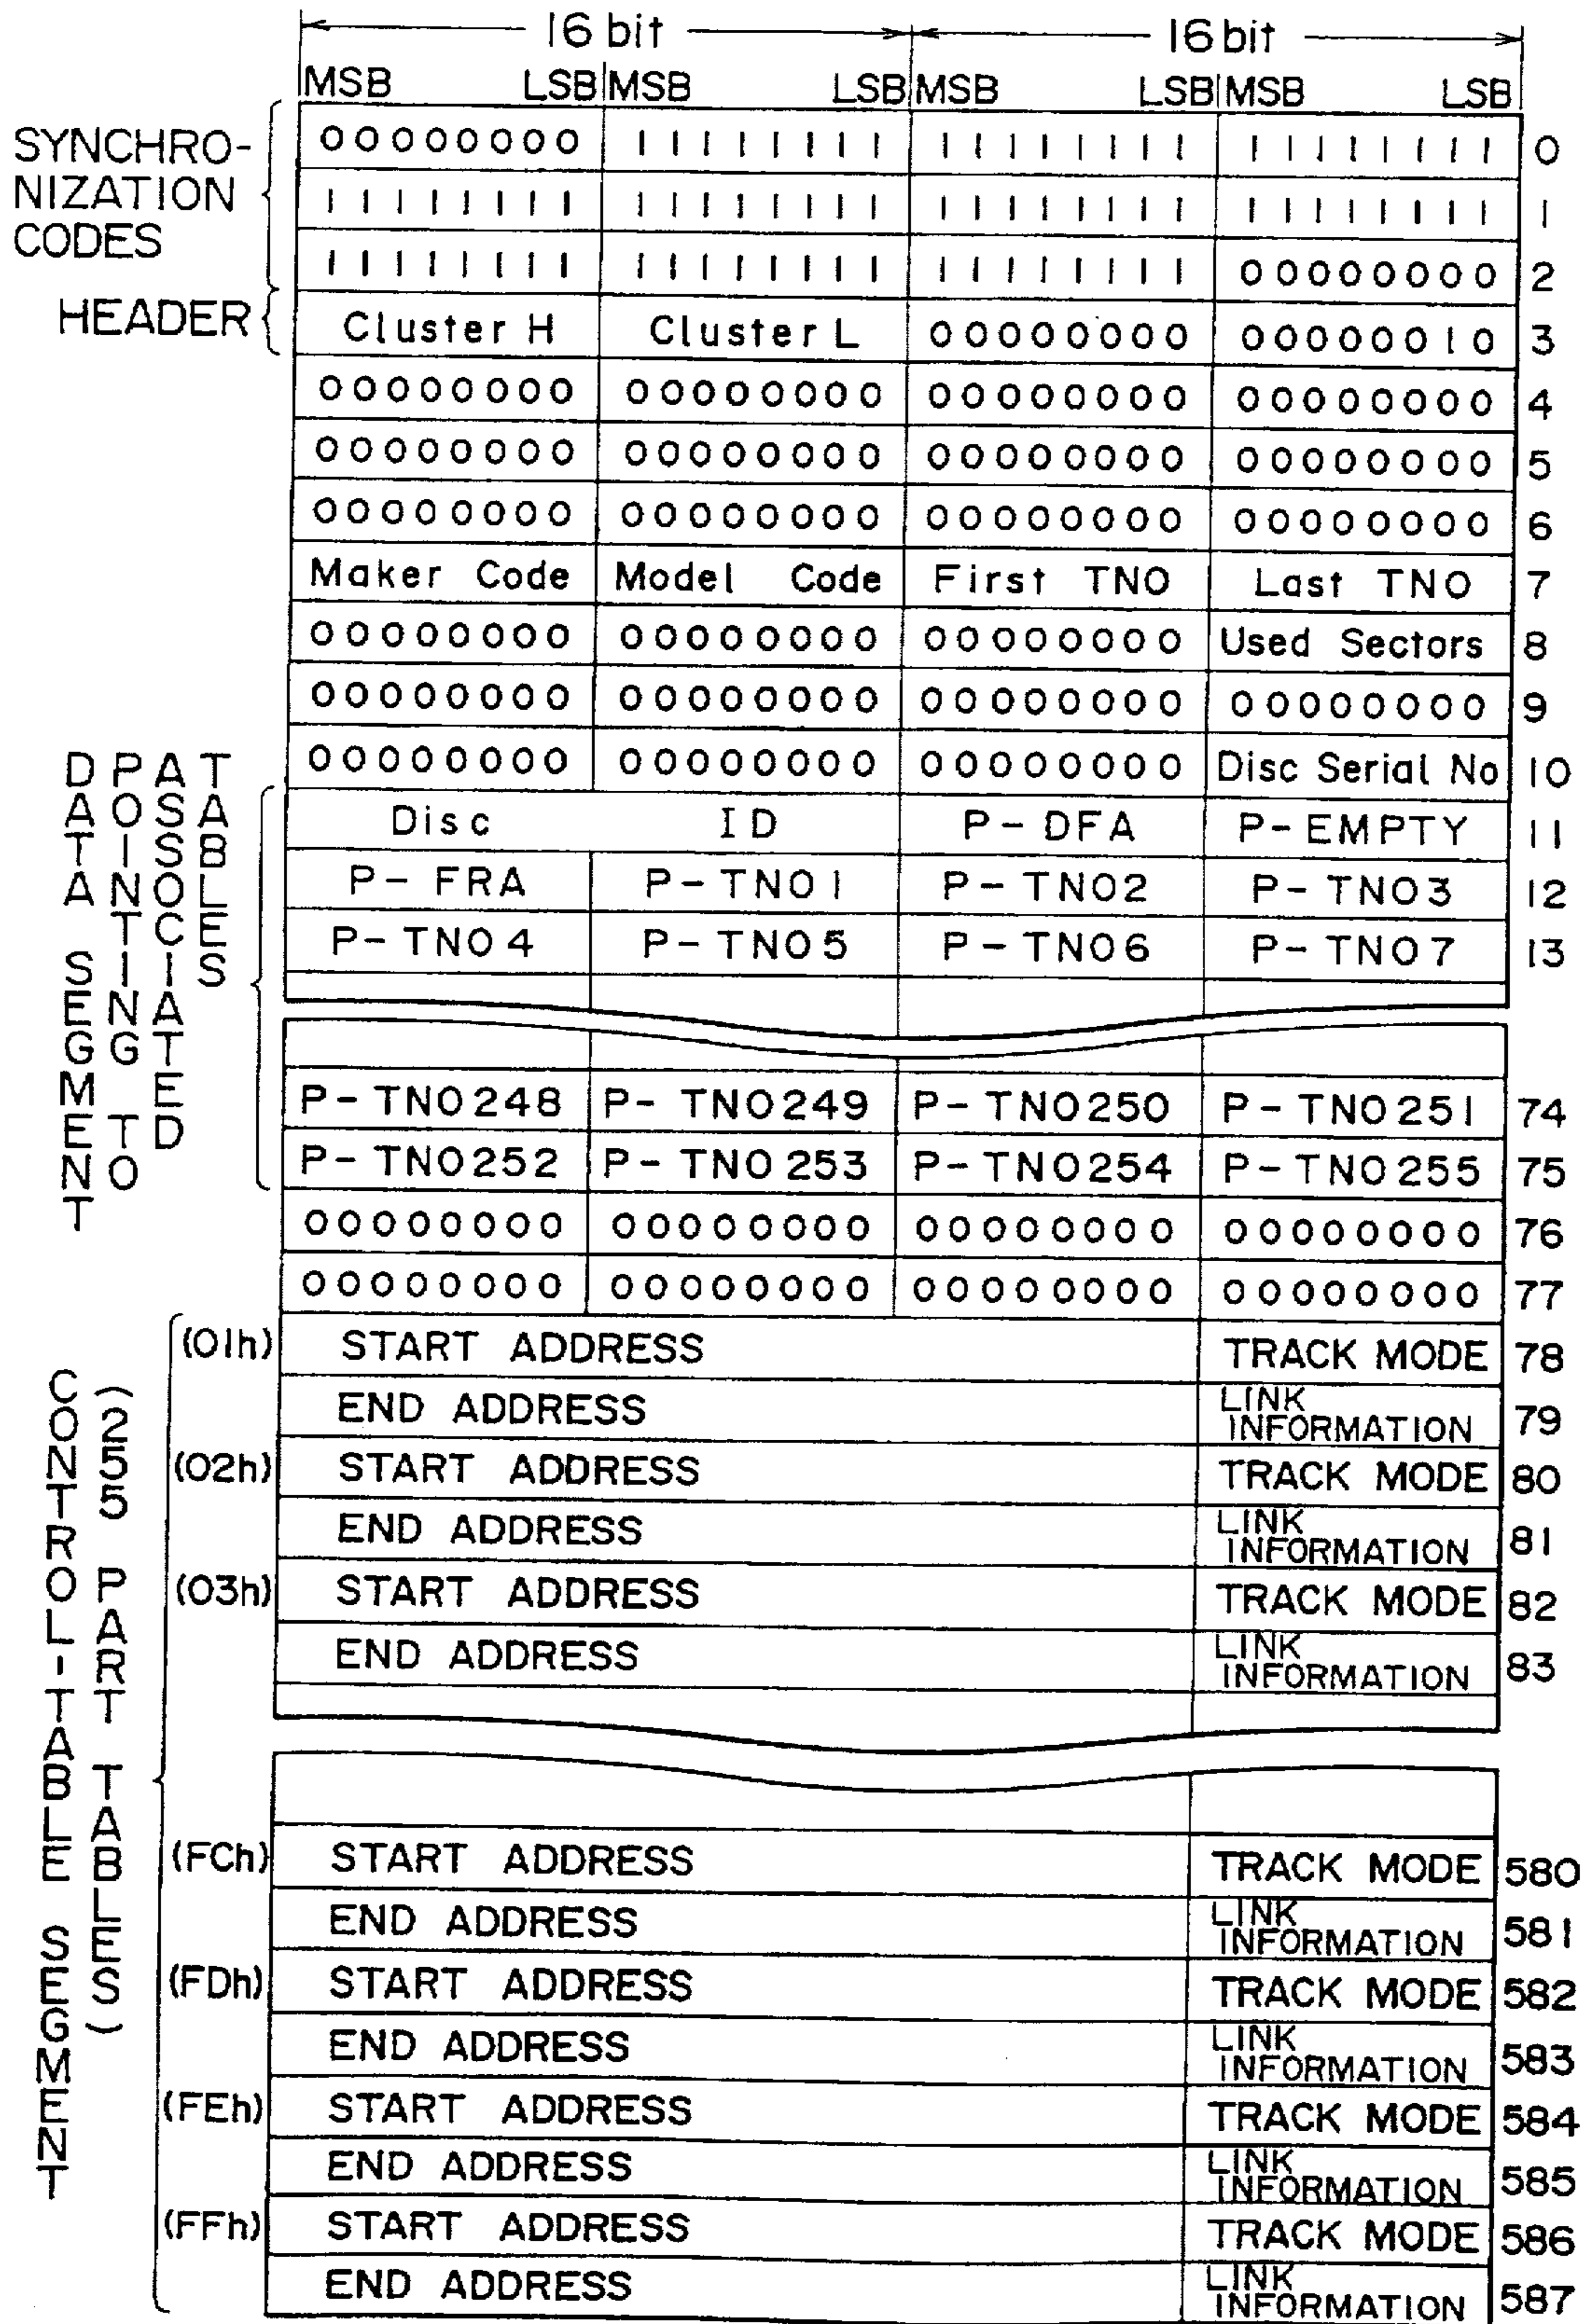 16 bit 16 bit
MSB LSB MSB LSB MSB LSB MSB LSB
SYNCHRO-
NIZATION
CODES
00000000 11111111 11111111 11111111 0
11111111 11111111 11111111 11111111 1
11111111 11111111 11111111 00000000 2
HEADER
Cluster H Cluster L 00000000 00000010 3
00000000 00000000 00000000 00000000 4
00000000 00000000 00000000 00000000 5
00000000 00000000 00000000 00000000 6
Maker Code Model Code First TNO Last TNO 7
00000000 00000000 00000000 Used Sectors 8
00000000 00000000 00000000 00000000 9
00000000 00000000 00000000 Disc Serial No 10
TABLES
ASSOCIATED
POINTING TO
DATA SEGMENT
Disc ID P-DFA P-EMPTY 11
P-FRA P-TNO1 P-TNO2 P-TNO3 12
P-TNO4 P-TNO5 P-TNO6 P-TNO7 13
P-TNO248 P-TNO249 P-TNO250 P-TNO251 74
P-TNO252 P-TNO253 P-TNO254 P-TNO255 75
00000000 00000000 00000000 00000000 76
00000000 00000000 00000000 00000000 77
CONTROL-TABLE SEGMENT
(255 PART TABLES)
(01h) START ADDRESS TRACK MODE 78
END ADDRESS LINK INFORMATION 79
(02h) START ADDRESS TRACK MODE 80
END ADDRESS LINK INFORMATION 81
(03h) START ADDRESS TRACK MODE 82
END ADDRESS LINK INFORMATION 83
(FCh) START ADDRESS TRACK MODE 580
END ADDRESS LINK INFORMATION 581
(FDh) START ADDRESS TRACK MODE 582
END ADDRESS LINK INFORMATION 583
(FEh) START ADDRESS TRACK MODE 584
END ADDRESS LINK INFORMATION 585
(FFh) START ADDRESS TRACK MODE 586
END ADDRESS LINK INFORMATION 587